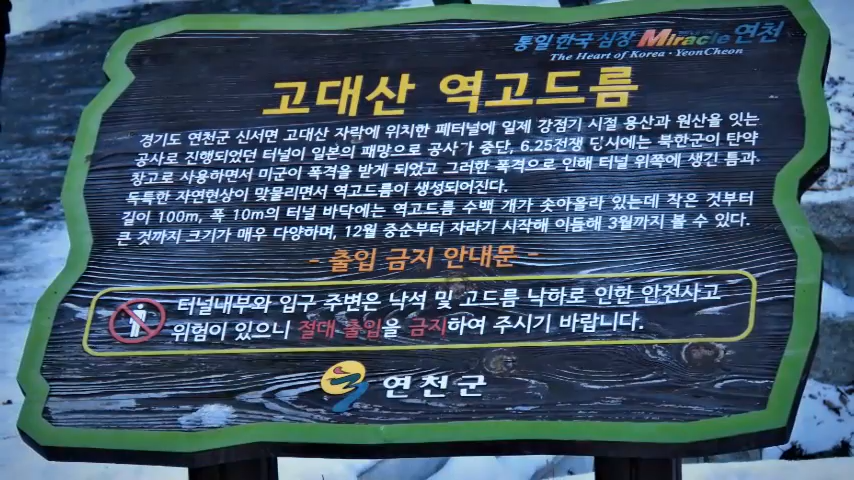 통일 한국 심장 Miracle 연천
The Heart of Korea · YeonCheon
고대산 역고드름
경기도 연천군 신서면 고대산 자락에 위치한 폐터널에 일제 강점기 시절 용산과 원산을 잇는
공사로 진행되었던 터널이 일본의 패망으로 공사가 중단, 6.25전쟁 당시에는 북한군이 탄약
창고로 사용하면서 미군이 폭격을 받게 되었고 그러한 폭격으로 인해 터널 위쪽에 생긴 틈과
독특한 자연현상이 맞물리면서 역고드름이 생성되어진다.
길이 100m, 폭 10m의 터널 바닥에는 역고드름 수백 개가 솟아올라 있는데 작은 것부터
큰 것까지 크기가 매우 다양하며, 12월 중순부터 자라기 시작해 이듬해 3월까지 볼 수 있다.
- 출입 금지 안내문 -
터널내부와 입구 주변은 낙석 및 고드름 낙하로 인한 안전사고
위험이 있으니 절대 출입을 금지하여 주시기 바랍니다.
연천군